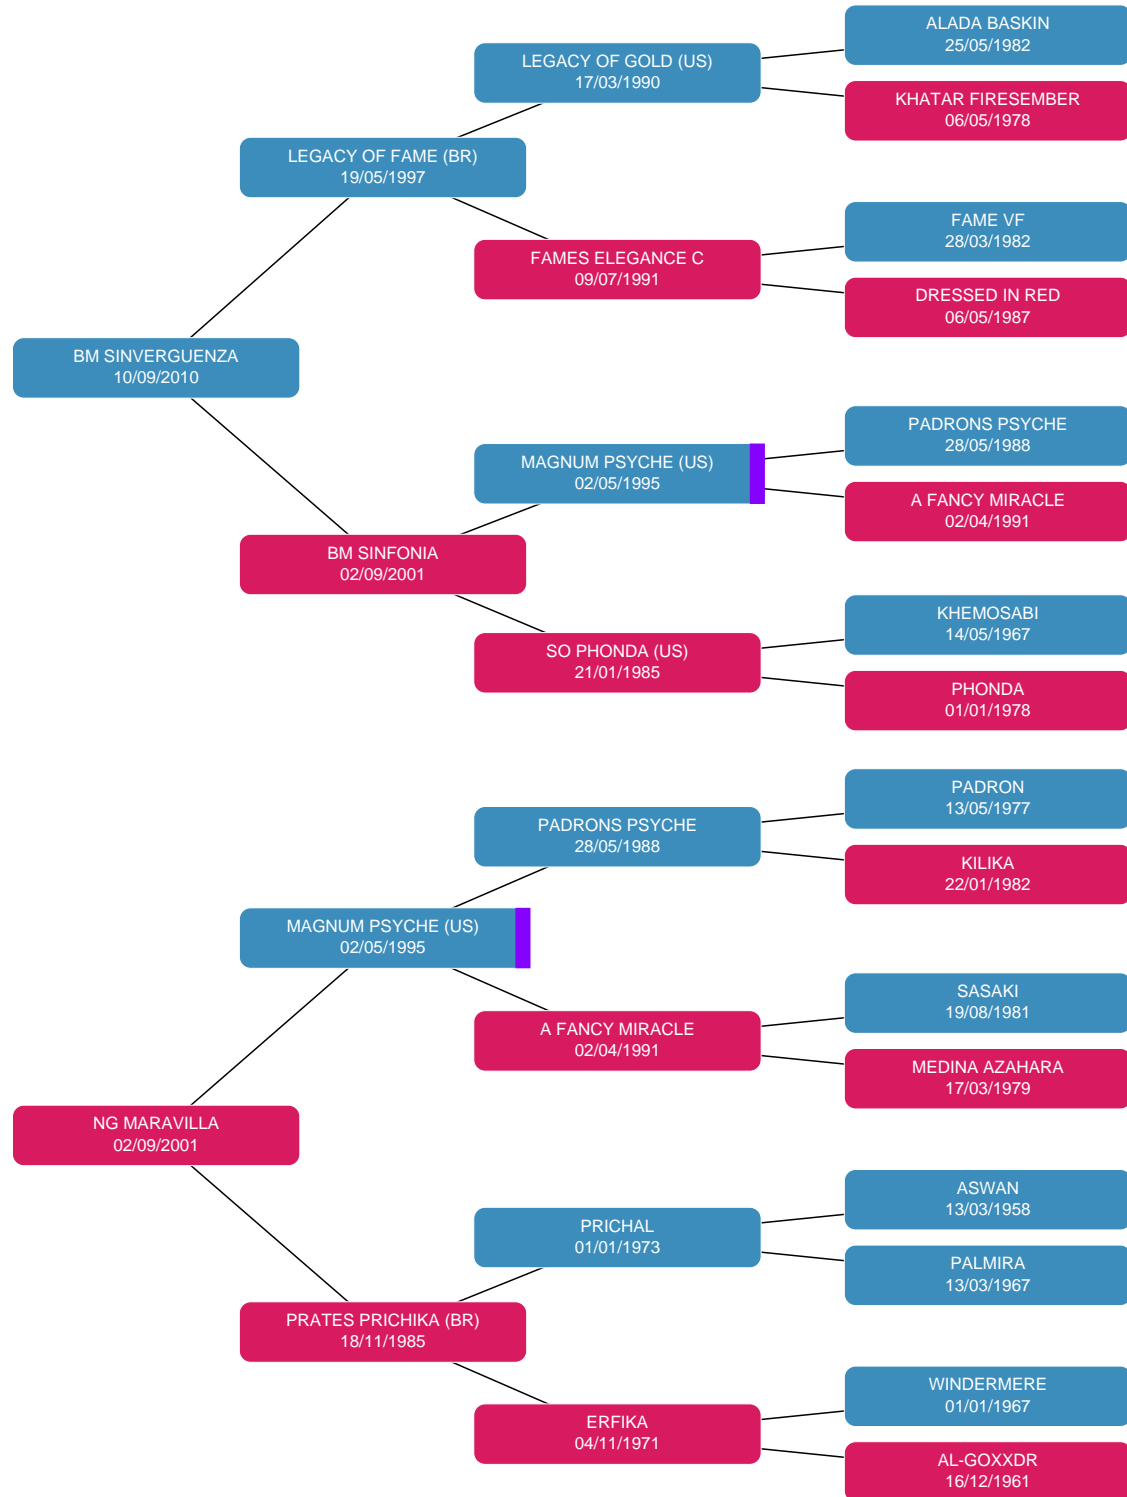 ALADA BASKIN
25/05/1982
LEGACY OF GOLD (US)
17/03/1990
KHATAR FIRESEMBER
06/05/1978
LEGACY OF FAME (BR)
19/05/1997
FAME VF
28/03/1982
FAMES ELEGANCE C
09/07/1991
DRESSED IN RED
06/05/1987
BM SINVERGUENZA
10/09/2010
PADRONS PSYCHE
28/05/1988
MAGNUM PSYCHE (US)
02/05/1995
A FANCY MIRACLE
02/04/1991
BM SINFONIA
02/09/2001
KHEMOSABI
14/05/1967
SO PHONDA (US)
21/01/1985
PHONDA
01/01/1978
PADRON
13/05/1977
PADRONS PSYCHE
28/05/1988
KILIKA
22/01/1982
MAGNUM PSYCHE (US)
02/05/1995
SASAKI
19/08/1981
A FANCY MIRACLE
02/04/1991
MEDINA AZAHARA
17/03/1979
NG MARAVILLA
02/09/2001
ASWAN
13/03/1958
PRICHAL
01/01/1973
PALMIRA
13/03/1967
PRATES PRICHIKA (BR)
18/11/1985
WINDERMERE
01/01/1967
ERFIKA
04/11/1971
AL-GOXXDR
16/12/1961